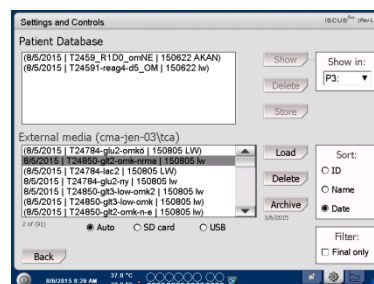 Settings and Controls
ISCUS
Patient Database
(8/5/2015 | T2459_R1D0_omNE | 150622 AKAN)
(8/5/2015 | T24591-reag4-d5_OM | 150622 lw)
Show
Delete
Store
Show in:
P3:
External media (cma-jen-03\tca)
(8/5/2015 | T24784-glu2-omkö | 150805 LW)
8/5/2015 | T24850-glt2-omk-nrma | 150805 lw
(8/5/2015 | T24784-lac2 | 150805 LW)
(8/5/2015 | T24784-glu2-ny | 150805 LW
(8/5/2015 | T24850-glt3-low-omk2 | 150805 lw
(8/5/2015 | T24850-glt3-low-omk | 150805 lw
(8/5/2015 | T24850-glt2-omk-n-e | 150805 lw
Load
Delete
Archive
3/6/2015
Sort:
ID
Name
Date
2 of (91)
Auto
SD card
USB
Filter:
Final only
Back
8/6/2015 8:26 AM
37.0 °C